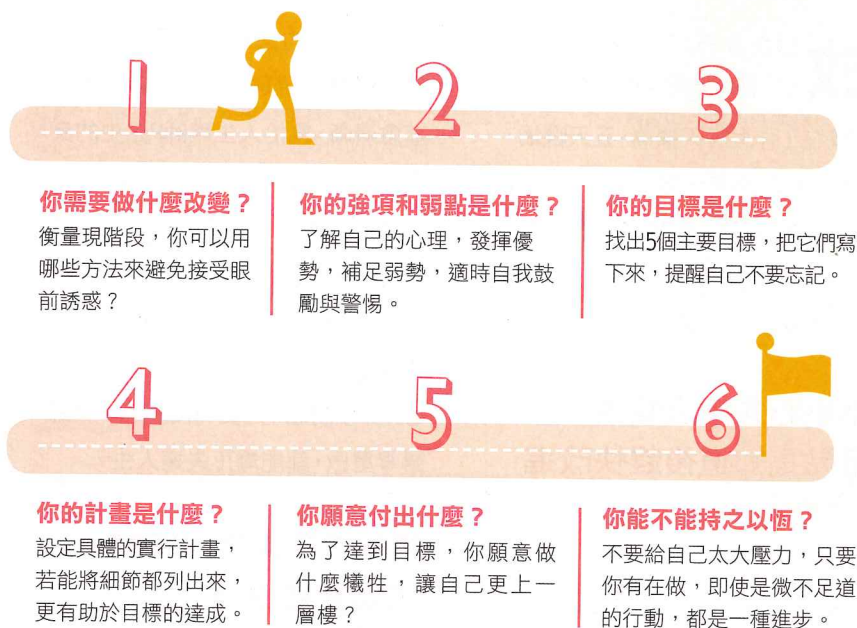 1
2
3
你需要做什麼改變？
衡量現階段，你可以用
哪些方法來避免接受眼
前誘惑？
你的強項和弱點是什麼？
了解自己的心理，發揮優
勢，補足弱勢，適時自我鼓
勵與警惕。
你的目標是什麼？
找出5個主要目標，把它們寫
下來，提醒自己不要忘記。
4
5
6
你的計畫是什麼？
設定具體的實行計畫，
若能將細節都列出來，
更有助於目標的達成。
你願意付出什麼？
為了達到目標，你願意做
什麼犧牲，讓自己更上一
層樓？
你能不能持之以恆？
不要給自己太大壓力，只要
你有在做，即使是微不足道
的行動，都是一種進步。